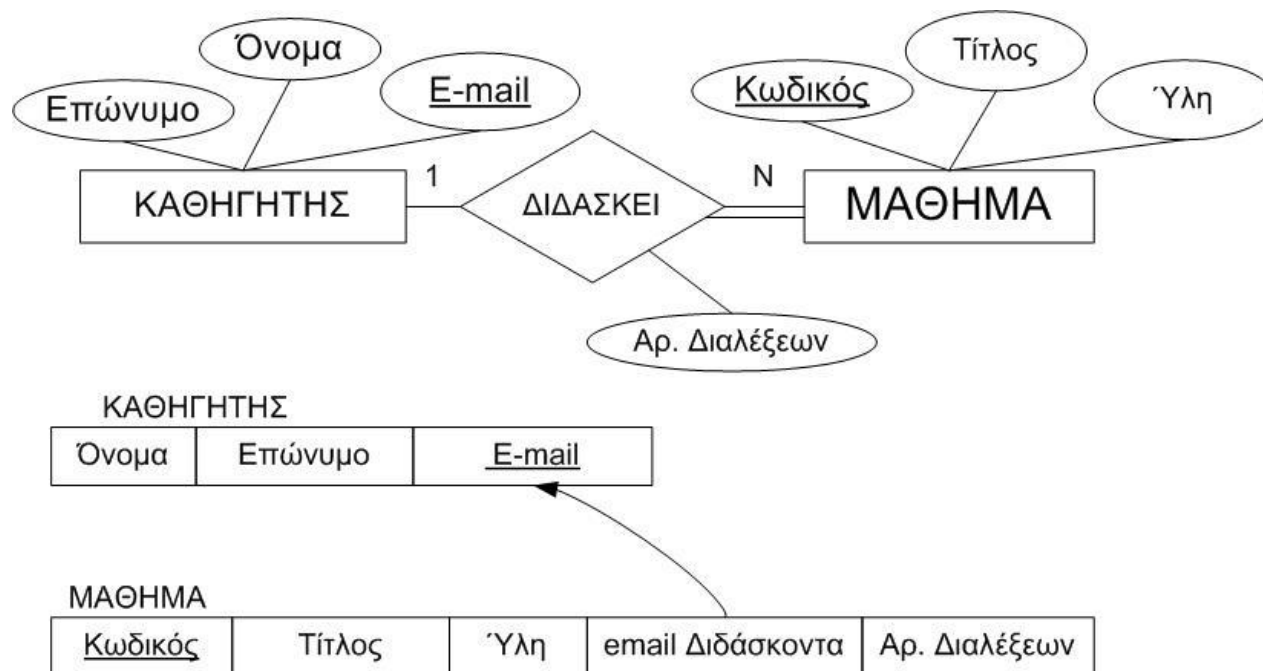 Όνομα
Επώνυμο
E-mail
Τίτλος
Κωδικός
Ύλη
ΚΑΘΗΓΗΤΗΣ
1
ΔΙΔΑΣΚΕΙ
N
ΜΑΘΗΜΑ
Αρ. Διαλέξεων
ΚΑΘΗΓΗΤΗΣ
Όνομα Επώνυμο E-mail
ΜΑΘΗΜΑ
Κωδικός Τίτλος Ύλη email Διδάσκοντα Αρ. Διαλέξεων